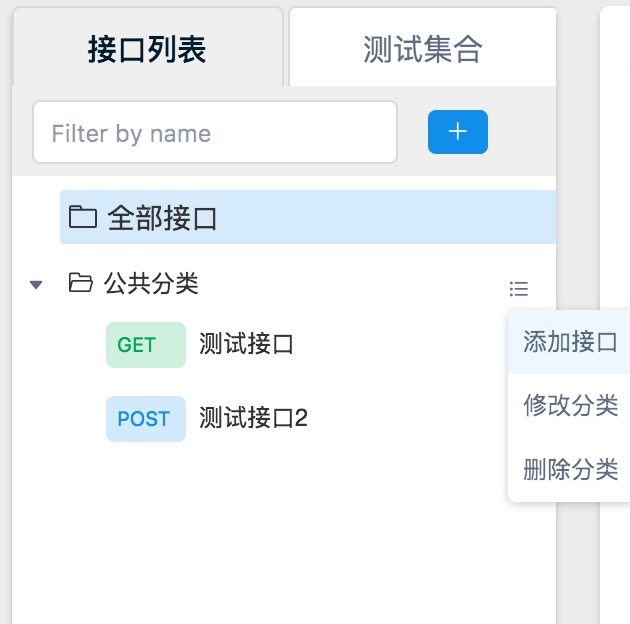 接口列表
测试集合
Filter by name
全部接口
公共分类
GET 测试接口
POST 测试接口2
添加接口
修改分类
删除分类